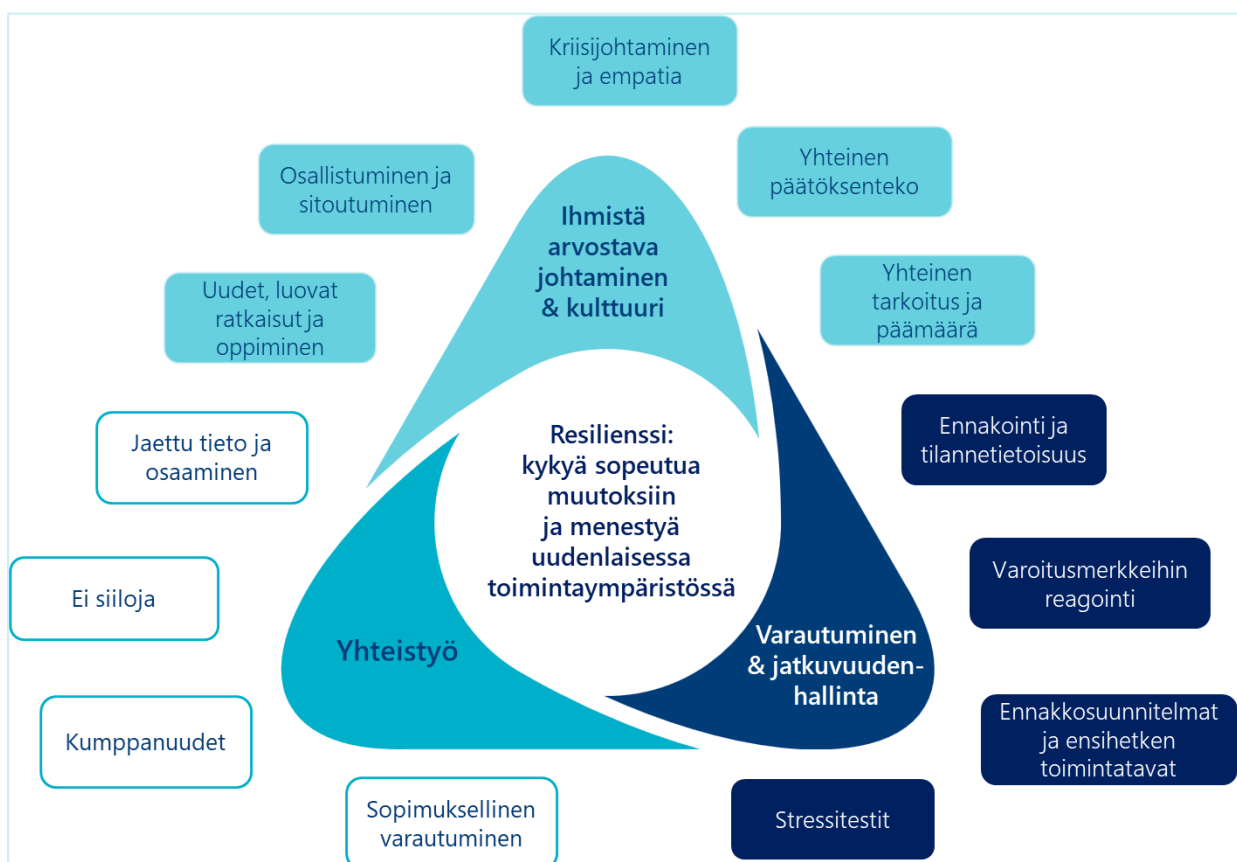 Kriisijohtaminen
ja empatia
Osallistuminen ja
sitoutuminen
Yhteinen
päätöksenteko
Ihmistä
arvostava
johtaminen
& kulttuuri
Uudet, luovat
ratkaisut ja
oppiminen
Yhteinen
tarkoitus ja
päämäärä
Jaettu tieto ja
osaaminen
Resilienssi:
kykyä sopeutua
muutoksiin
ja menestyä
uudenlaisessa
toimintaympäristössä
Ennakointi ja
tilannetietoisuus
Ei siiloja
Varoitusmerkkeihin
reagointi
Yhteistyö
Varautuminen
& jatkuvuuden-
hallinta
Kumppanuudet
Ennakkosuunnitelmat
ja ensihetken
toimintatavat
Sopimuksellinen
varautuminen
Stressitestit